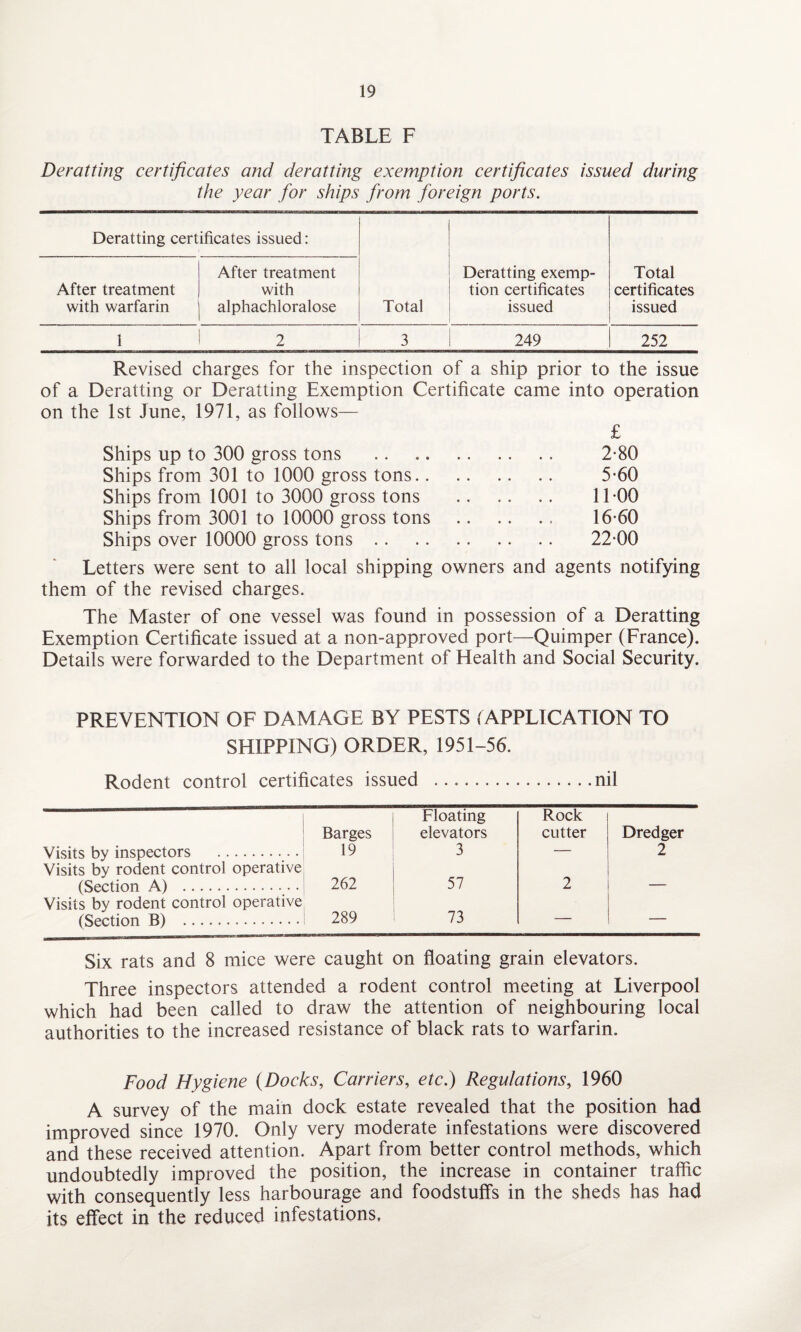 19
TABLE F
Deratting certificates and deratting exemption certificates issued during
the year for ships from foreign ports.
Deratting certificates issued:
After treatment with warfarin | After treatment with alphachloralose | Total | Deratting exemp-tion certificates issued | Total certificates issued
1 | 2 | 3 | 249 | 252
Revised charges for the inspection of a ship prior to the issue
of a Deratting or Deratting Exemption Certificate came into operation
on the 1st June, 1971, as follows—
£
Ships up to 300 gross tons .. .. .. .. .. .. 2·80
Ships from 301 to 1000 gross tons.. .. .. .. .. 5·60
Ships from 1001 to 3000 gross tons .. .. .. .. 11·00
Ships from 3001 to 10000 gross tons .. .. .. .. 16·60
Ships over 10000 gross tons .. .. .. .. .. .. 22·00
Letters were sent to all local shipping owners and agents notifying
them of the revised charges.
The Master of one vessel was found in possession of a Deratting
Exemption Certificate issued at a non-approved port—Quimper (France).
Details were forwarded to the Department of Health and Social Security.
PREVENTION OF DAMAGE BY PESTS (APPLICATION TO
SHIPPING) ORDER, 1951–56.
Rodent control certificates issued .................nil
Barges | Floating elevators | Rock cutter | Dredger
Visits by inspectors .......... 19 | 3 | — | 2
Visits by rodent control operative
(Section A) .............. 262 | 57 | 2 | —
Visits by rodent control operative
(Section B) .............. 289 | 73 | — | —
Six rats and 8 mice were caught on floating grain elevators.
Three inspectors attended a rodent control meeting at Liverpool
which had been called to draw the attention of neighbouring local
authorities to the increased resistance of black rats to warfarin.
Food Hygiene (Docks, Carriers, etc.) Regulations, 1960
A survey of the main dock estate revealed that the position had
improved since 1970. Only very moderate infestations were discovered
and these received attention. Apart from better control methods, which
undoubtedly improved the position, the increase in container traffic
with consequently less harbourage and foodstuffs in the sheds has had
its effect in the reduced infestations.